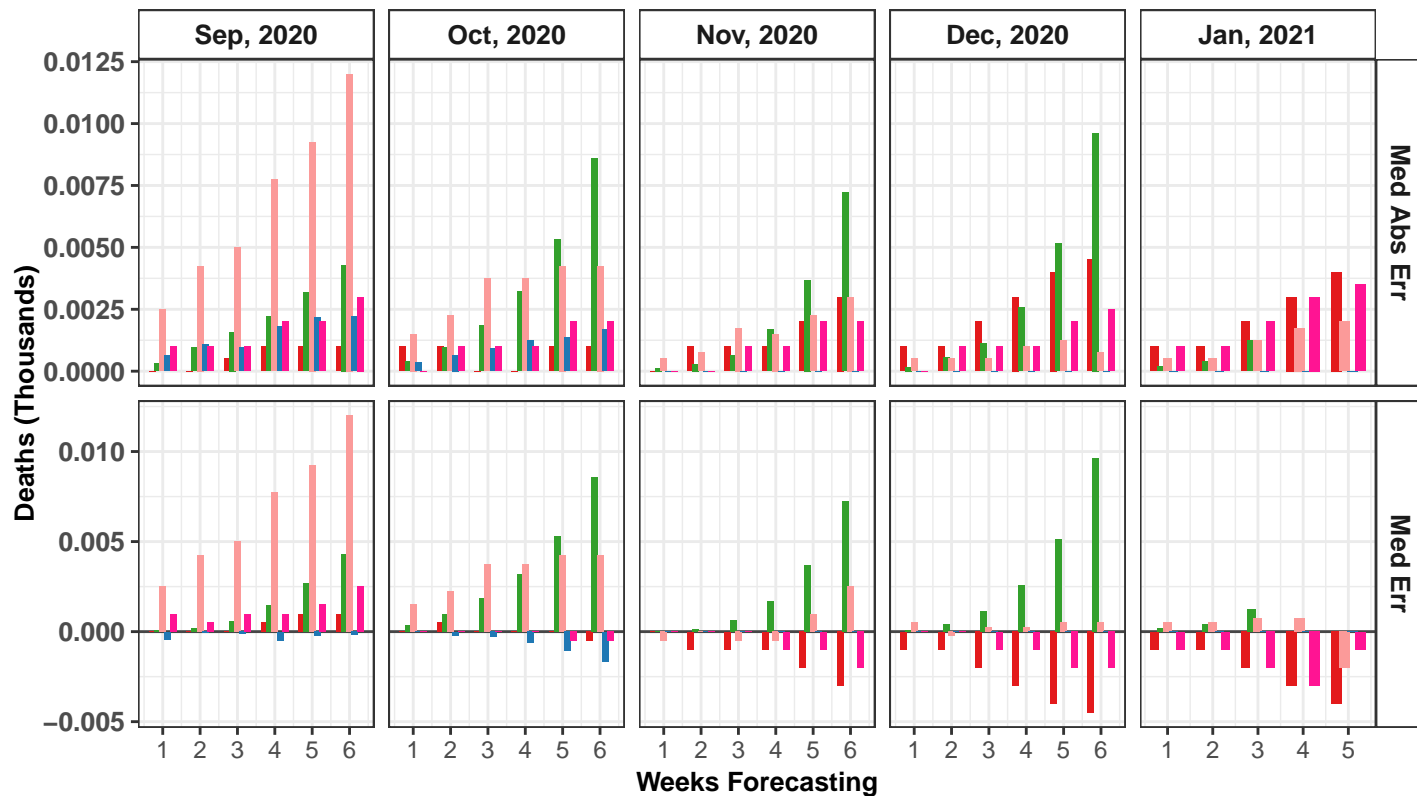 Sep, 2020 Oct, 2020 Nov, 2020 Dec, 2020 Jan, 2021
0.0125
0.0100
0.0075
0.0050
0.0025
0.0000
Med Abs Err
Deaths (Thousands)
0.010
0.005
0.000
−0.005
Med Err
1 2 3 4 5 6 1 2 3 4 5 6 1 2 3 4 5 6 1 2 3 4 5 6 1 2 3 4 5
Weeks Forecasting